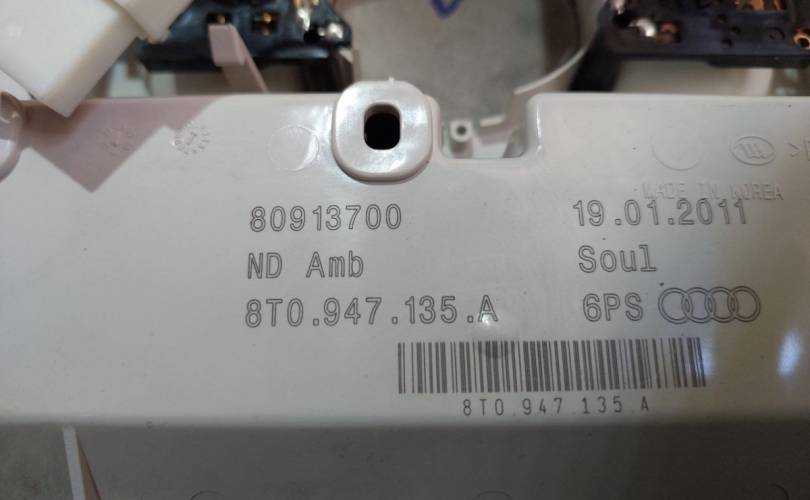 MADE IN KOREA
80913700 19.01.2011
ND Amb Soul
8T0.947.135.A 6PS
8T0.947.135.A